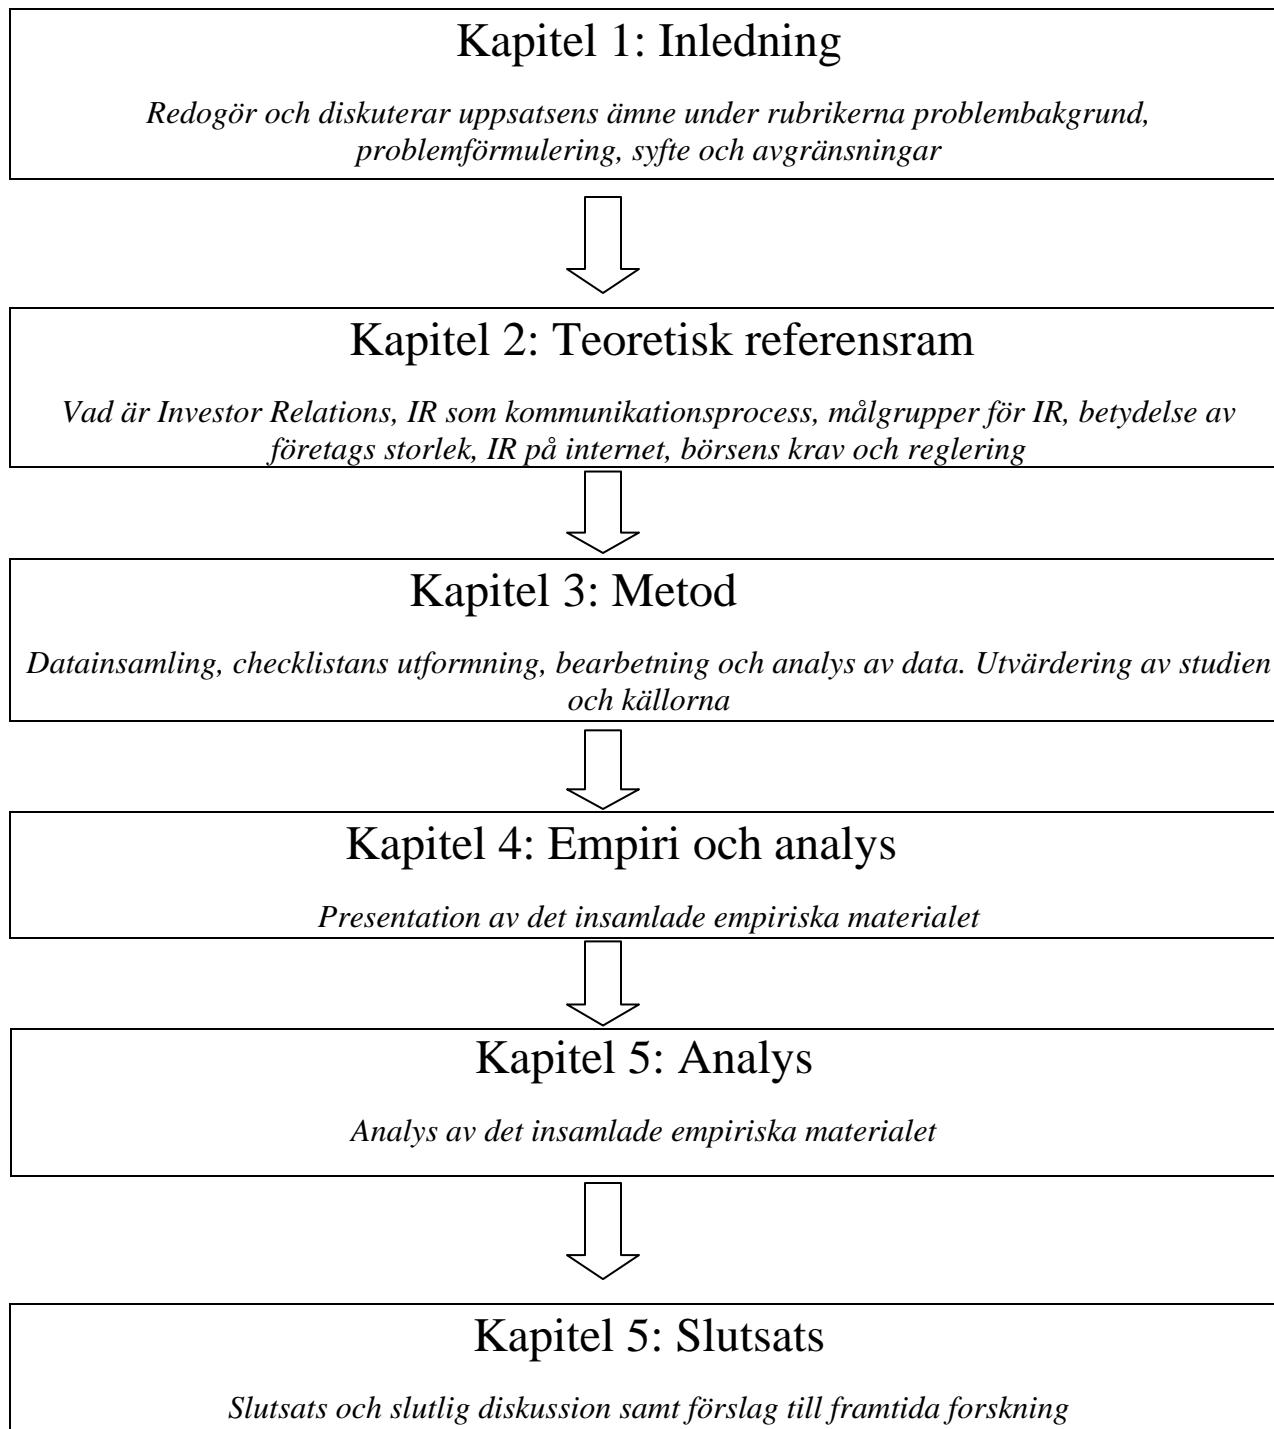 Kapitel 1: Inledning
Redogör och diskuterar uppsatsens ämne under rubrikerna problembakgrund,
problemförmulering, syfte och avgränsningar
Kapitel 2: Teoretisk referensram
Vad är Investor Relations, IR som kommunikationsprocess, målgrupper för IR, betydelse av
företags storlek, IR på internet, börsens krav och reglering
Kapitel 3: Metod
Datainsamling, checklistans utformning, bearbetning och analys av data. Utvärdering av studien
och källorna
Kapitel 4: Empiri och analys
Presentation av det insamlade empiriska materialet
Kapitel 5: Analys
Analys av det insamlade empiriska materialet
Kapitel 5: Slutsats
Slutsats och slutlig diskussion samt förslag till framtida forskning